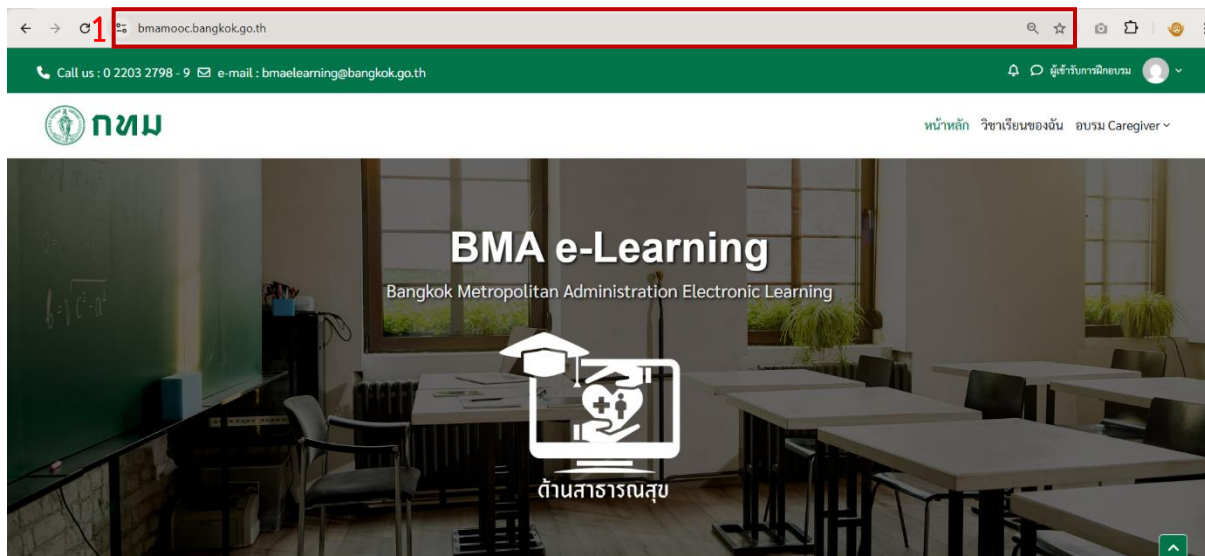 1
bmamooc.bangkok.go.th
Call us : 0 2203 2798 - 9 e-mail : bmaelearning@bangkok.go.th
ผู้เข้ารับการฝึกอบรม
กทม
หน้าหลัก วิชาเรียนของฉัน อบรม Caregiver
BMA e-Learning
Bangkok Metropolitan Administration Electronic Learning
ด้านสาธารณสุข